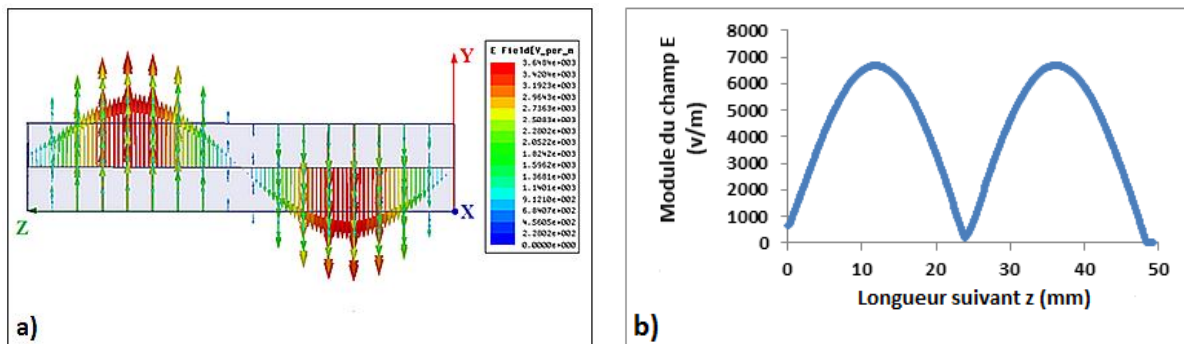 E Field[V_per_m
3.6484e+003
3.4204e+003
3.1923e+003
2.9643e+003
2.7363e+003
2.5083e+003
2.2802e+003
2.0522e+003
1.8242e+003
1.5962e+003
1.3681e+003
1.1401e+003
9.1210e+002
6.8407e+002
4.5605e+002
2.2802e+002
0.0000e+000
Y
X
Z
a)
Module du champ E
(v/m)
8000
7000
6000
5000
4000
3000
2000
1000
0
0 10 20 30 40 50
Longueur suivant z (mm)
b)